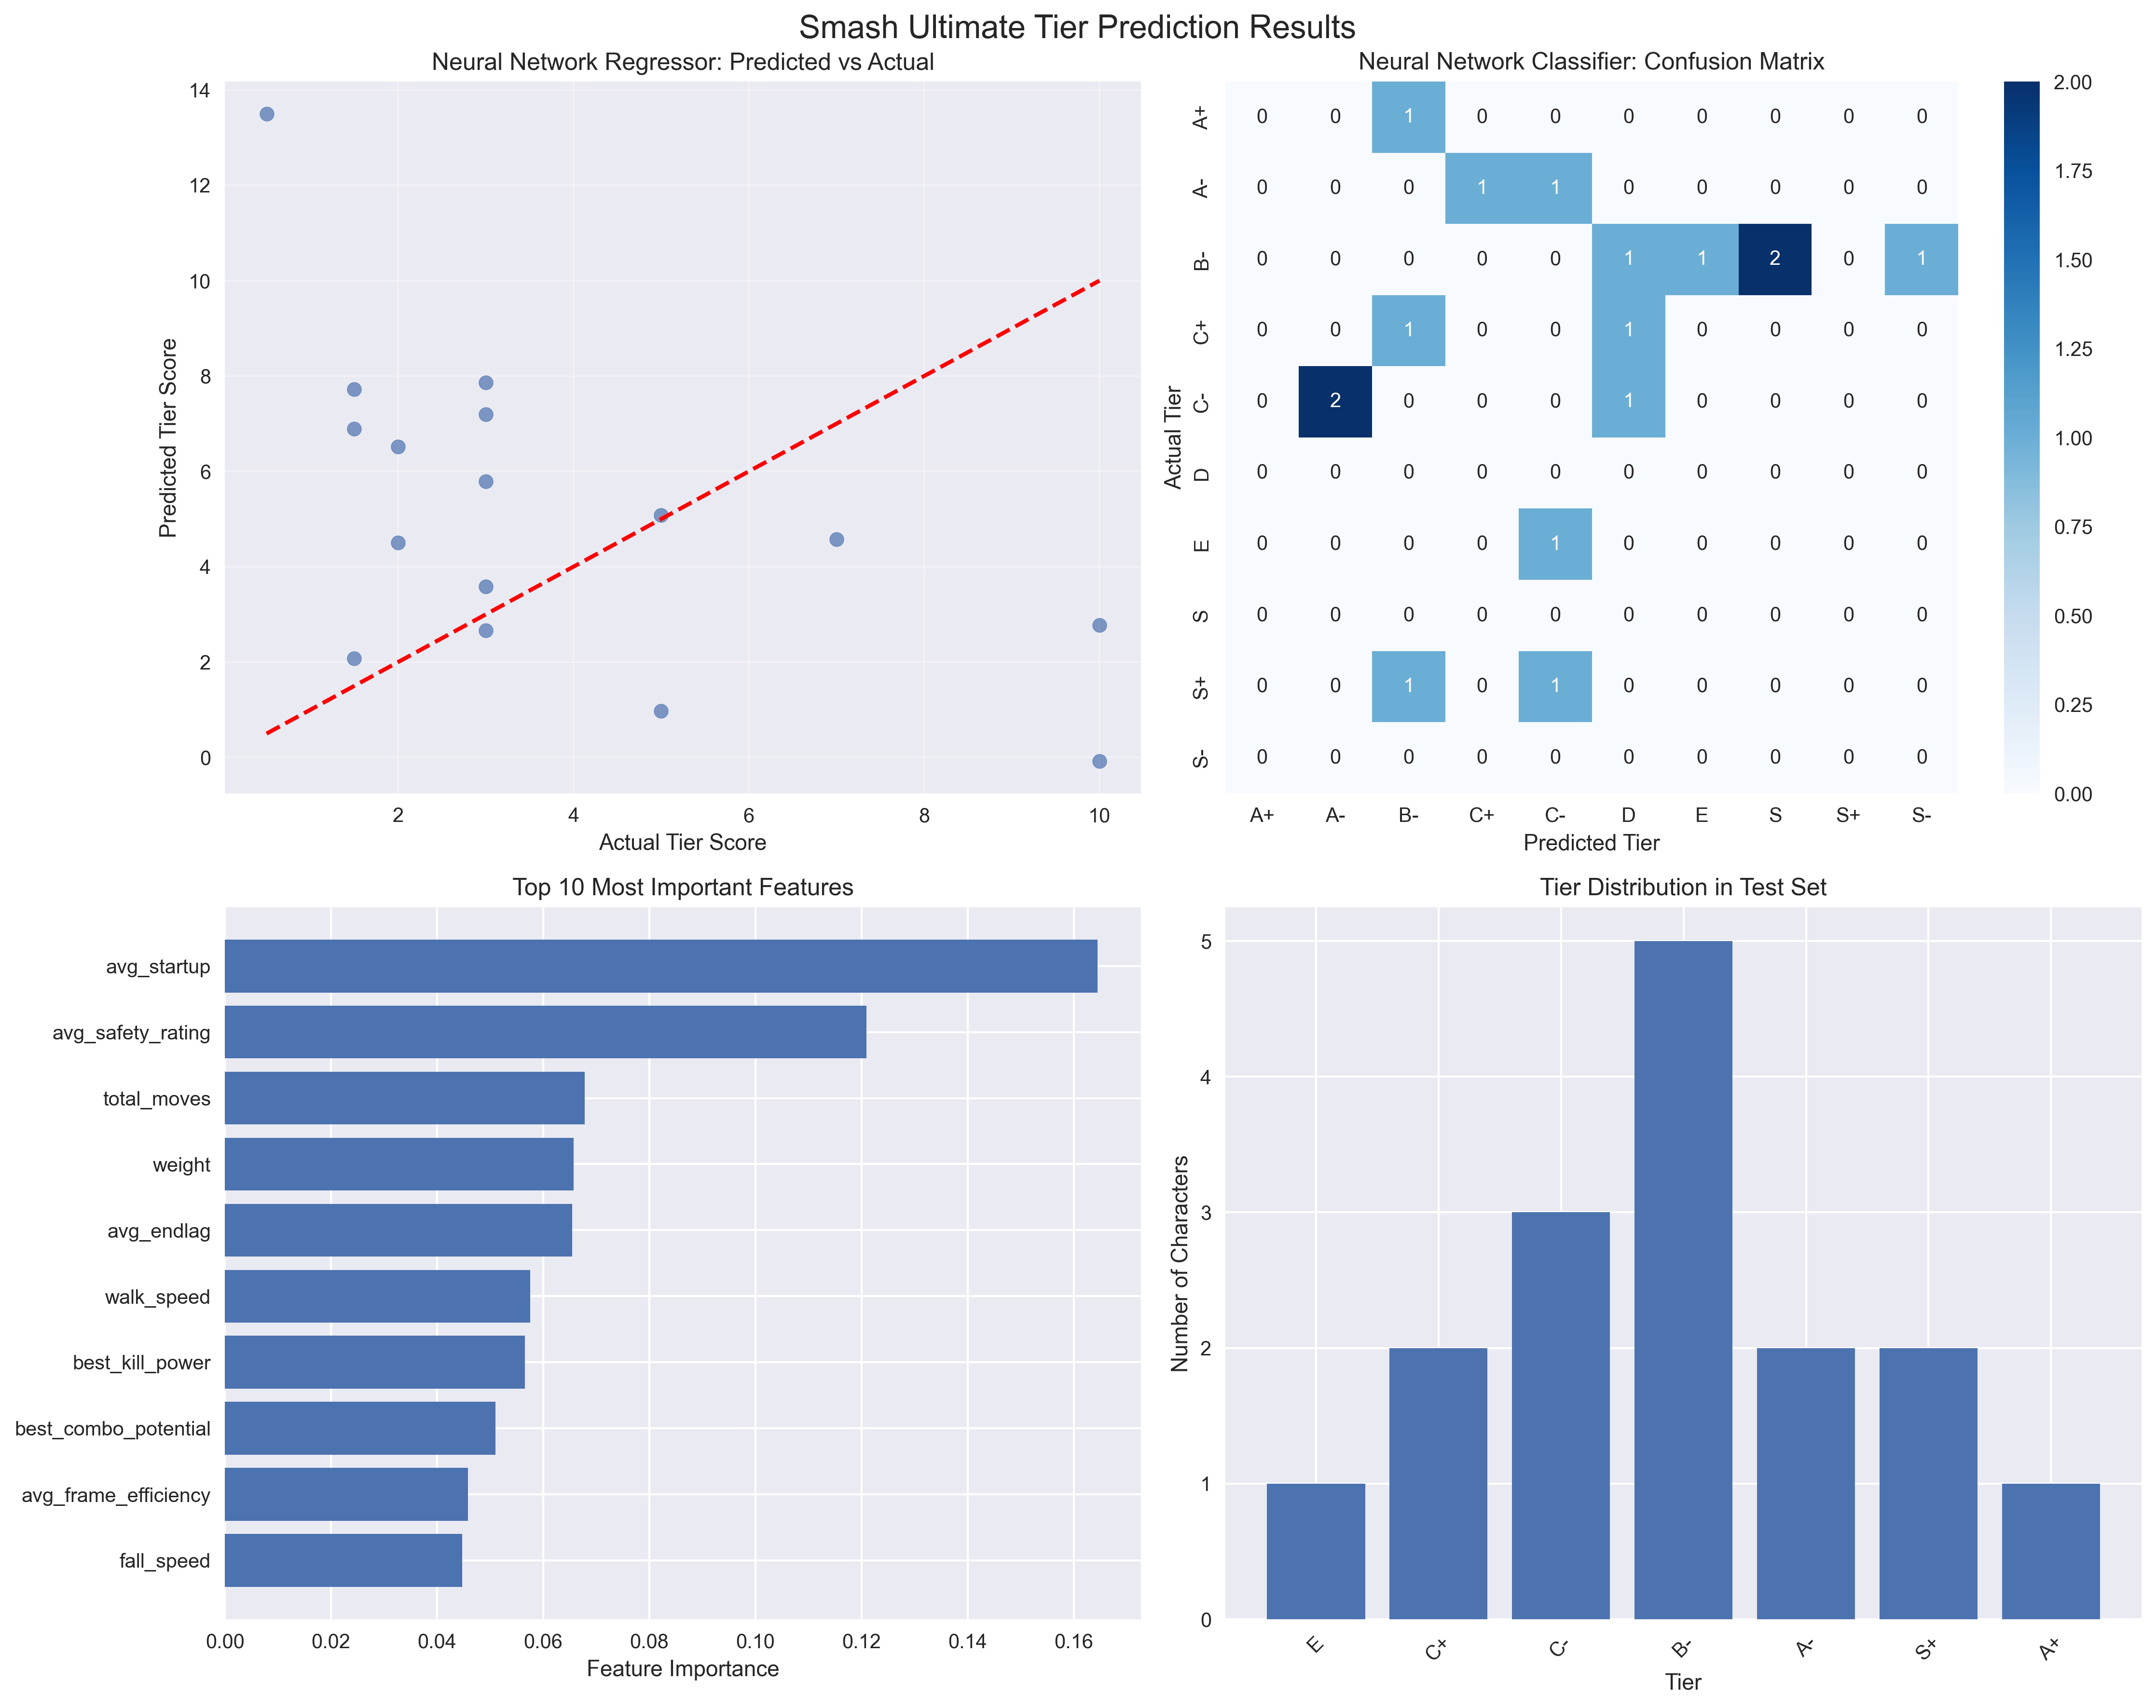 Smash Ultimate Tier Prediction Results
Neural Network Regressor: Predicted vs Actual
Predicted Tier Score
14
12
10
8
6
4
2
0
2 4 6 8 10
Actual Tier Score
Neural Network Classifier: Confusion Matrix
Actual Tier
A+ 0 0 1 0 0 0 0 0 0 0
A- 0 0 0 1 1 0 0 0 0 0
B- 0 0 0 0 0 1 1 2 0 1
C+ 0 0 1 0 0 1 0 0 0 0
C- 0 2 0 0 0 1 0 0 0 0
D 0 0 0 0 0 0 0 0 0 0
E 0 0 0 0 1 0 0 0 0 0
S 0 0 0 0 0 0 0 0 0 0
S+ 0 0 1 0 1 0 0 0 0 0
S- 0 0 0 0 0 0 0 0 0 0
A+ A- B- C+ C- D E S S+ S-
Predicted Tier
2.00
1.75
1.50
1.25
1.00
0.75
0.50
0.25
0.00
Top 10 Most Important Features
avg_startup
avg_safety_rating
total_moves
weight
avg_endlag
walk_speed
best_kill_power
best_combo_potential
avg_frame_efficiency
fall_speed
0.00 0.02 0.04 0.06 0.08 0.10 0.12 0.14 0.16
Feature Importance
Tier Distribution in Test Set
Number of Characters
5
4
3
2
1
0
E C+ C- B- A- S+ A+
Tier